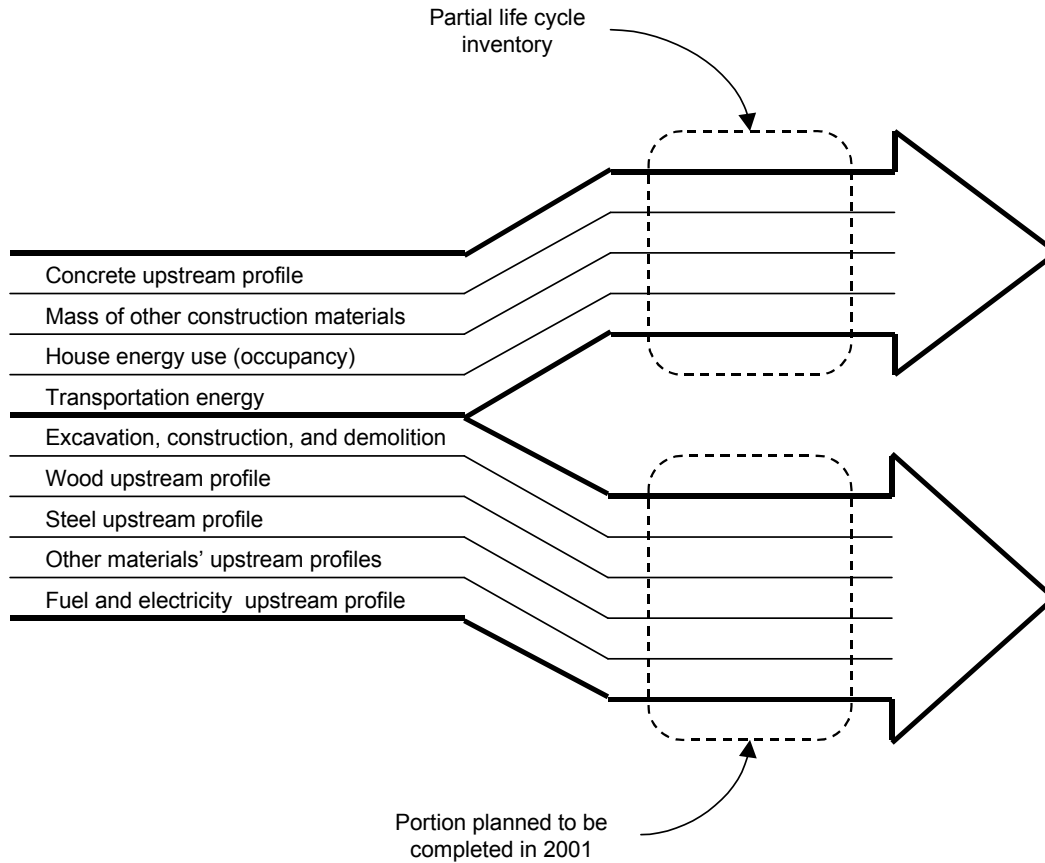 Partial life cycle
inventory
Concrete upstream profile
Mass of other construction materials
House energy use (occupancy)
Transportation energy
Excavation, construction, and demolition
Wood upstream profile
Steel upstream profile
Other materials’ upstream profiles
Fuel and electricity upstream profile
Portion planned to be
completed in 2001